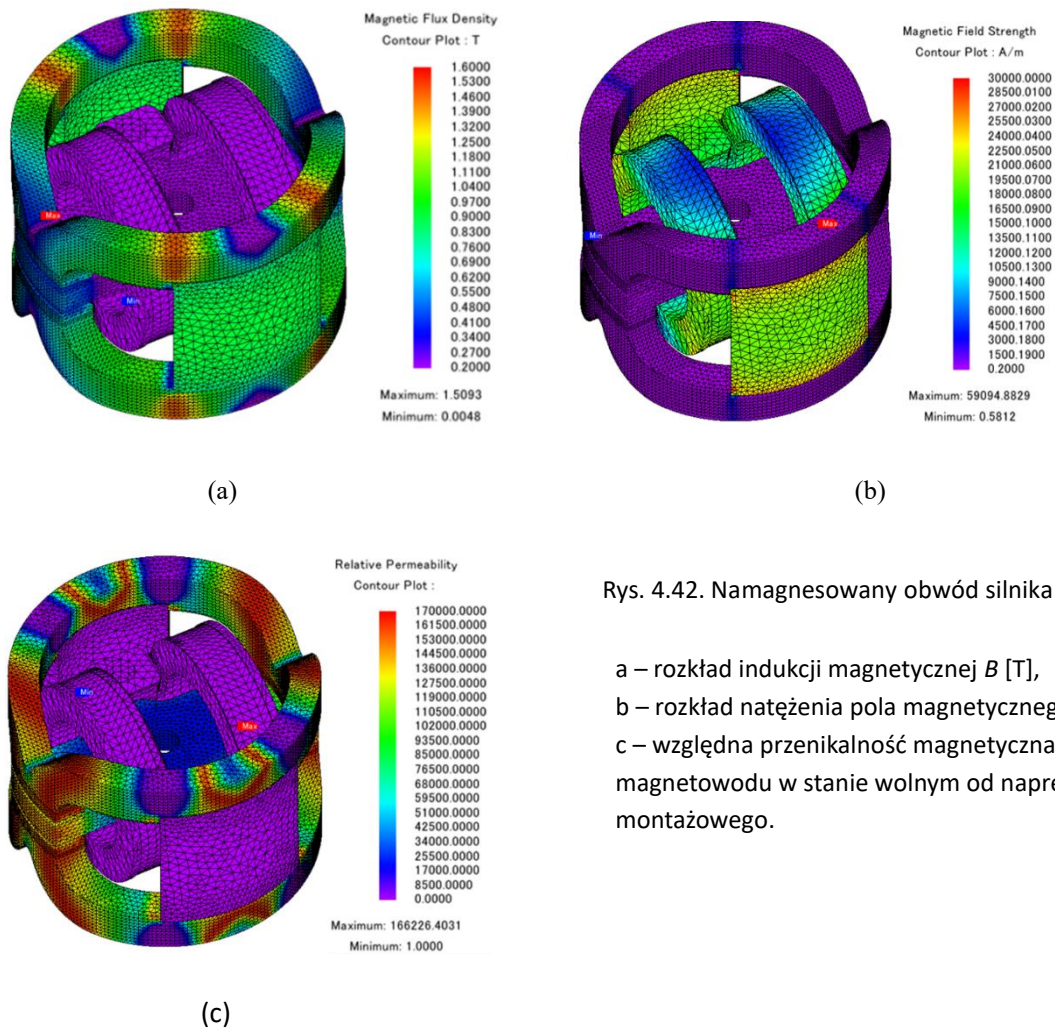 Magnetic Flux Density
Contour Plot : T
1.6000
1.5300
1.4600
1.3900
1.3200
1.2500
1.1800
1.1100
1.0400
0.9700
0.9000
0.8300
0.7600
0.6900
0.6200
0.5500
0.4800
0.4100
0.3400
0.2700
0.2000
Maximum: 1.5093
Minimum: 0.0048
Max
Min
(a)
Magnetic Field Strength
Contour Plot : A/m
30000.0000
28500.0100
27000.0200
25500.0300
24000.0400
22500.0500
21000.0600
19500.0700
18000.0800
16500.0900
15000.1000
13500.1100
12000.1200
10500.1300
9000.1400
7500.1500
6000.1600
4500.1700
3000.1800
1500.1900
0.2000
Maximum: 59094.8829
Minimum: 0.5812
Max
Min
(b)
Relative Permeability
Contour Plot :
170000.0000
161500.0000
153000.0000
144500.0000
136000.0000
127500.0000
119000.0000
110500.0000
102000.0000
93500.0000
85000.0000
76500.0000
68000.0000
59500.0000
51000.0000
42500.0000
34000.0000
25500.0000
17000.0000
8500.0000
0.0000
Maximum: 166226.4031
Minimum: 1.0000
Min
Max
(c)
Rys. 4.42. Namagnesowany obwód silnika
a – rozkład indukcji magnetycznej B [T],
b – rozkład natężenia pola magnetyczneg
c – względna przenikalność magnetyczna
magnetowodu w stanie wolnym od naprę
montażowego.